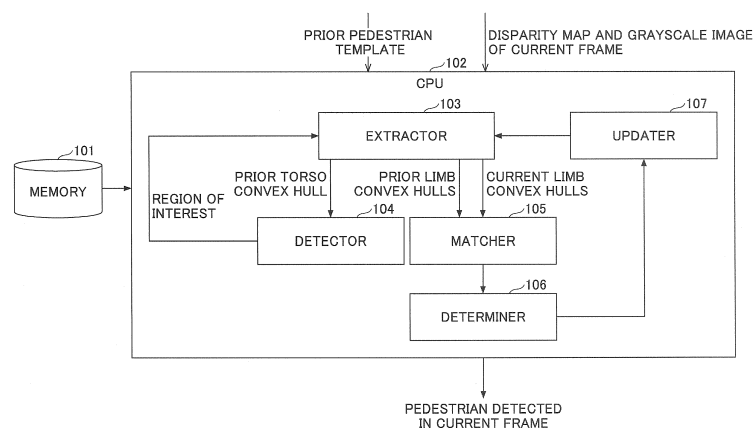 PRIOR PEDESTRIAN
TEMPLATE
DISPARITY MAP AND GRAYSCALE IMAGE
OF CURRENT FRAME
102
CPU
103
EXTRACTOR
107
UPDATER
101
MEMORY
REGION OF
INTEREST
PRIOR TORSO
CONVEX HULL
PRIOR LIMB
CONVEX HULLS
CURRENT LIMB
CONVEX HULLS
104
DETECTOR
105
MATCHER
106
DETERMINER
PEDESTRIAN DETECTED
IN CURRENT FRAME